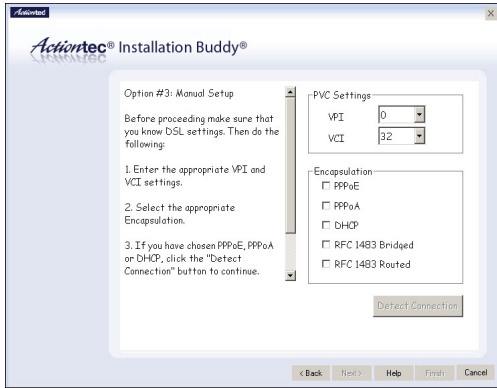 Actiontec
Actiontec® Installation Buddy®
Option #3: Manual Setup
Before proceeding make sure that
you know DSL settings. Then do the
following:
1. Enter the appropriate VPI and
VCI settings.
2. Select the appropriate
Encapsulation.
3. If you have chosen PPPoE, PPPoA
or DHCP, click the "Detect
Connection" button to continue.
PVC Settings
VPI 0
VCI 32
Encapsulation
PPPoE
PPPoA
DHCP
RFC 1483 Bridged
RFC 1483 Routed
Detect Connection
< Back Next > Help Finish Cancel